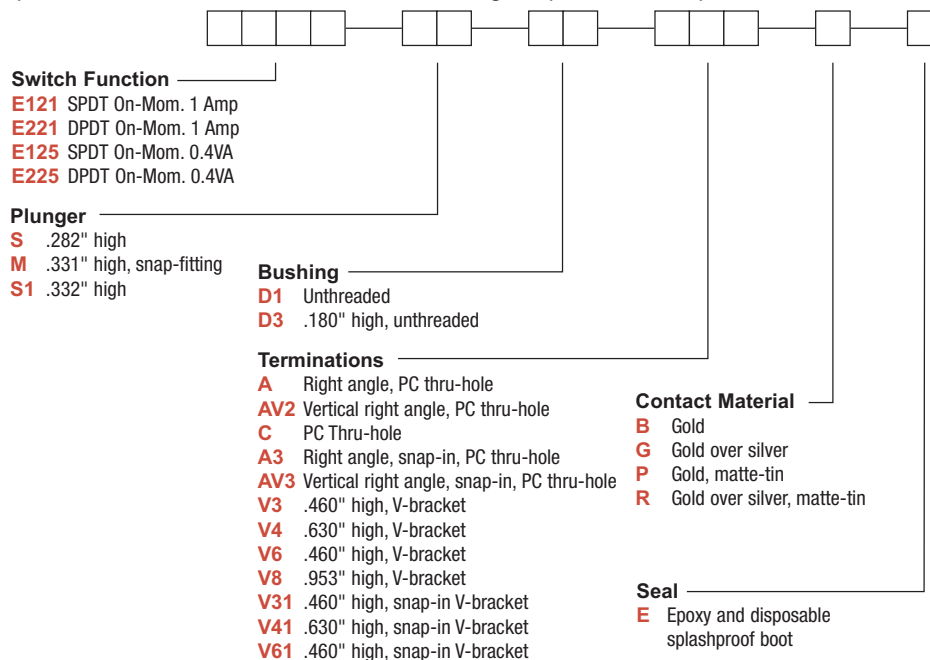 Switch Function
E121 SPDT On-Mom. 1 Amp
E221 DPDT On-Mom. 1 Amp
E125 SPDT On-Mom. 0.4VA
E225 DPDT On-Mom. 0.4VA
Plunger
S .282" high
M .331" high, snap-fitting
S1 .332" high
Bushing
D1 Unthreaded
D3 .180" high, unthreaded
Terminations
A Right angle, PC thru-hole
AV2 Vertical right angle, PC thru-hole
C PC Thru-hole
A3 Right angle, snap-in, PC thru-hole
AV3 Vertical right angle, snap-in, PC thru-hole
V3 .460" high, V-bracket
V4 .630" high, V-bracket
V6 .460" high, V-bracket
V8 .953" high, V-bracket
V31 .460" high, snap-in V-bracket
V41 .630" high, snap-in V-bracket
V61 .460" high, snap-in V-bracket
Contact Material
B Gold
G Gold over silver
P Gold, matte-tin
R Gold over silver, matte-tin
Seal
E Epoxy and disposable
splashproof boot